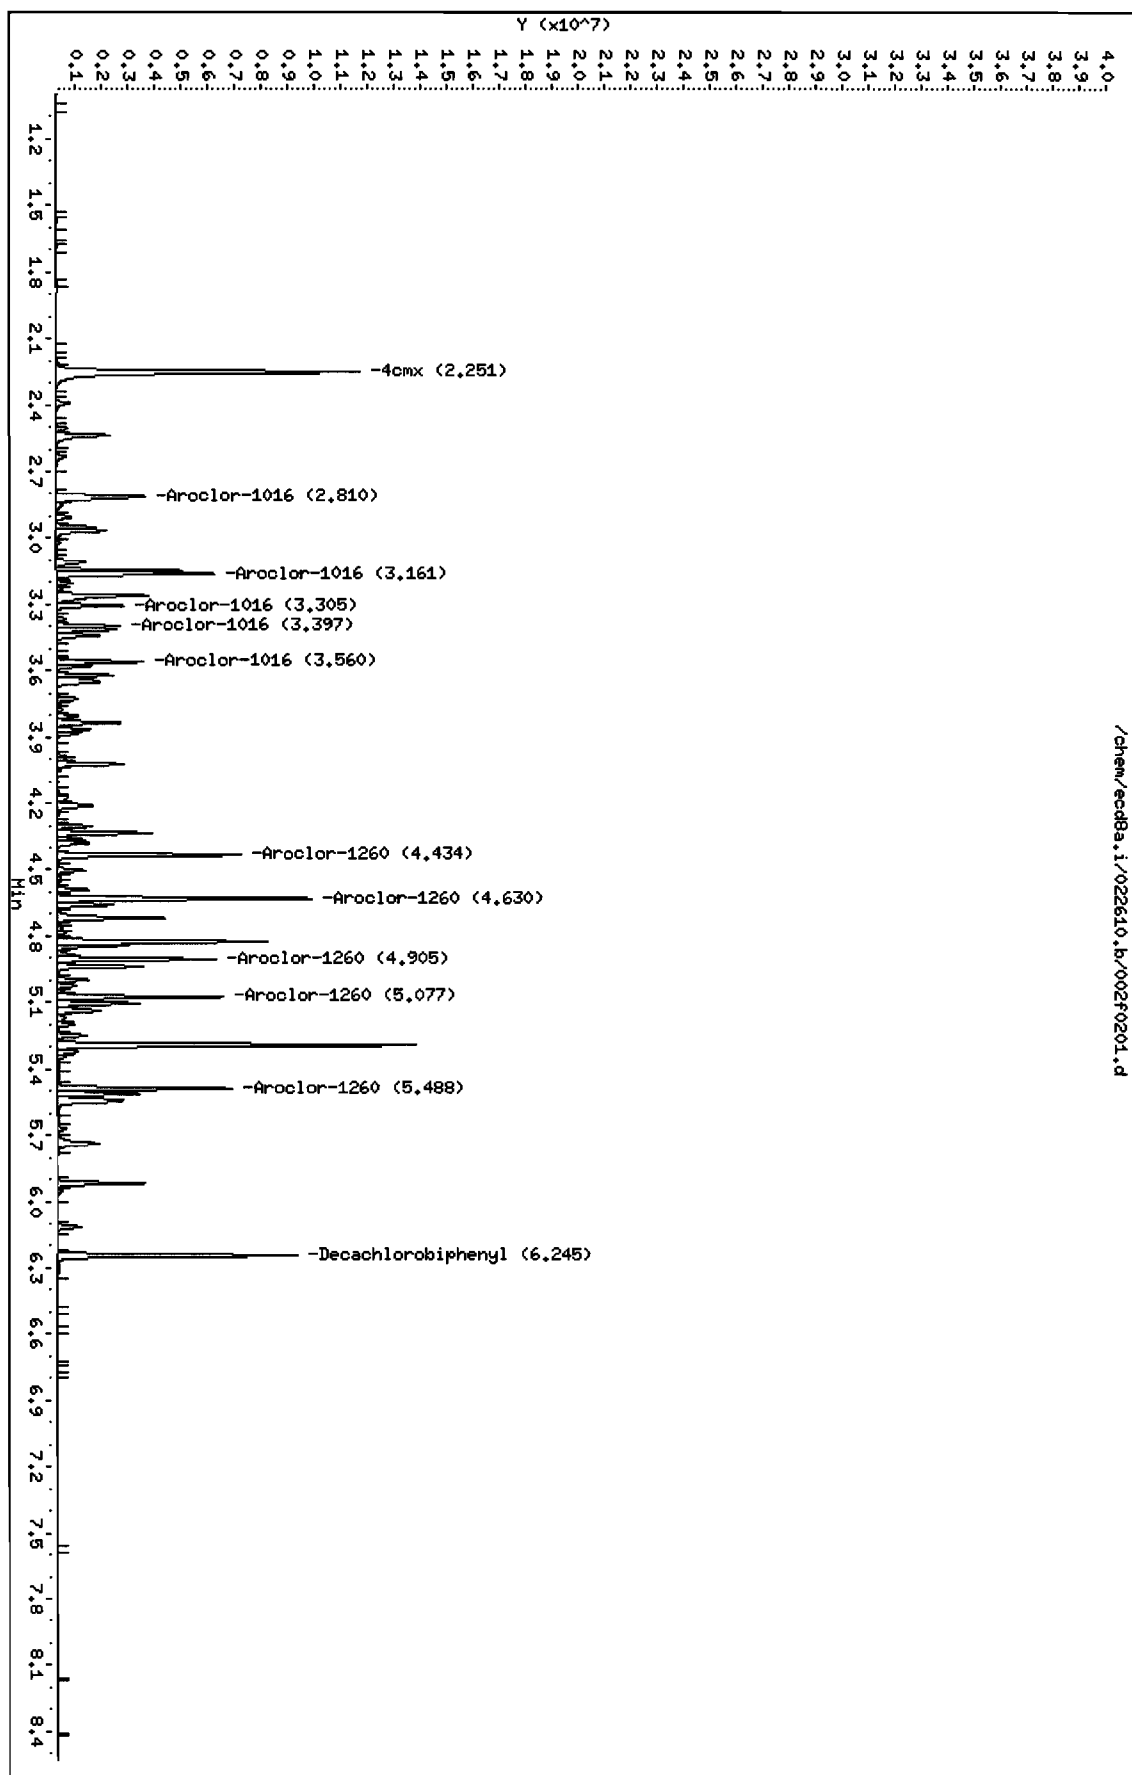 /chem/ecd8a.i/022610.b/002f0201.d
Y (x10^7)
4.0
3.9
3.8
3.7
3.6
3.5
3.4
3.3
3.2
3.1
3.0
2.9
2.8
2.7
2.6
2.5
2.4
2.3
2.2
2.1
2.0
1.9
1.8
1.7
1.6
1.5
1.4
1.3
1.2
1.1
1.0
0.9
0.8
0.7
0.6
0.5
0.4
0.3
0.2
0.1
-4cmx (2.251)
-Aroclor-1016 (2.810)
-Aroclor-1016 (3.161)
-Aroclor-1016 (3.305)
-Aroclor-1016 (3.397)
-Aroclor-1016 (3.560)
-Aroclor-1260 (4.434)
-Aroclor-1260 (4.630)
-Aroclor-1260 (4.905)
-Aroclor-1260 (5.077)
-Aroclor-1260 (5.488)
-Decachlorobiphenyl (6.245)
1.2 1.5 1.8 2.1 2.4 2.7 3.0 3.3 3.6 3.9 4.2 4.5 4.8 5.1 5.4 5.7 6.0 6.3 6.6 6.9 7.2 7.5 7.8 8.1 8.4
Min